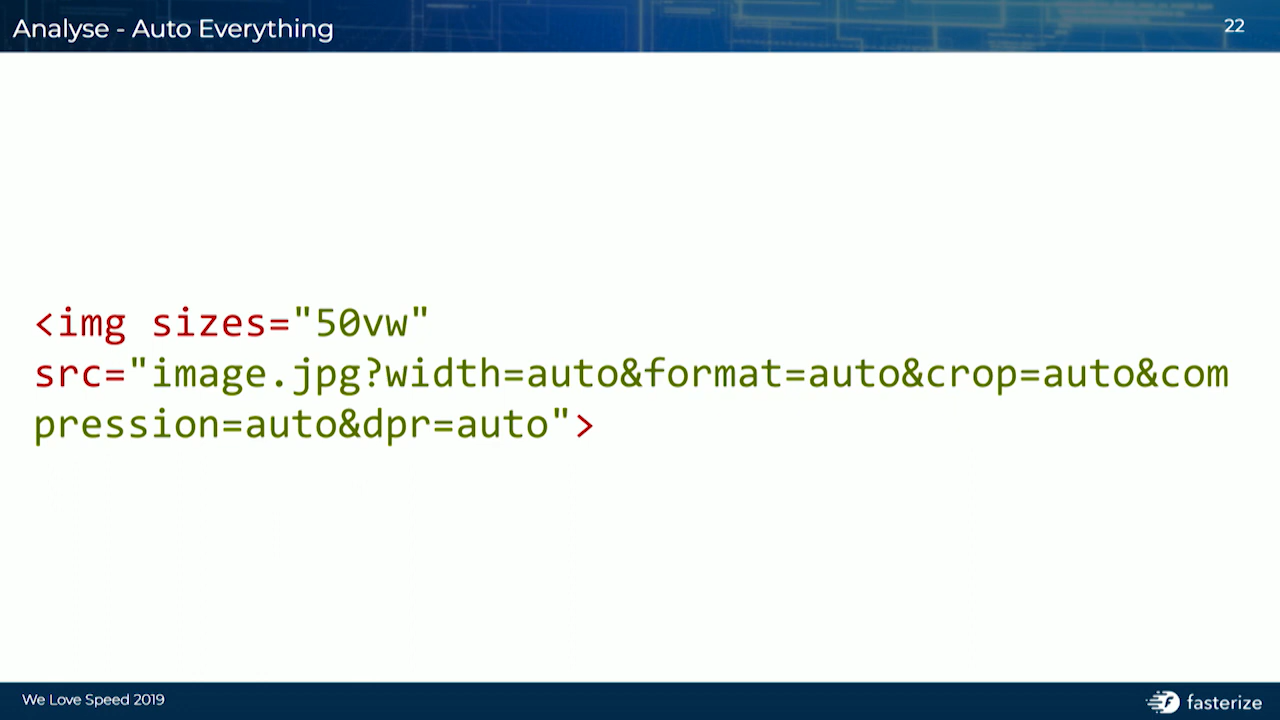 Analyse - Auto Everything
22
<img sizes="50vw"
src="image.jpg?width=auto&format=auto&crop=auto&com
pression=auto&dpr=auto">
We Love Speed 2019
fasterize